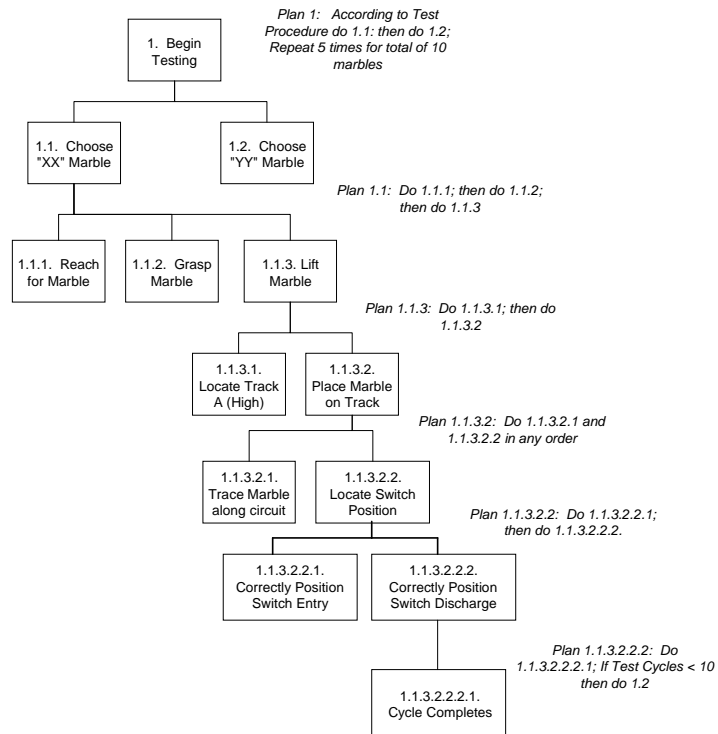 Plan 1: According to Test
Procedure do 1.1: then do 1.2;
Repeat 5 times for total of 10
marbles
1. Begin
Testing
1.1. Choose
"XX" Marble
1.2. Choose
"YY" Marble
Plan 1.1: Do 1.1.1; then do 1.1.2;
then do 1.1.3
1.1.1. Reach
for Marble
1.1.2. Grasp
Marble
1.1.3. Lift
Marble
Plan 1.1.3: Do 1.1.3.1; then do
1.1.3.2
1.1.3.1.
Locate Track
A (High)
1.1.3.2.
Place Marble
on Track
Plan 1.1.3.2: Do 1.1.3.2.1 and
1.1.3.2.2 in any order
1.1.3.2.1.
Trace Marble
along circuit
1.1.3.2.2.
Locate Switch
Position
Plan 1.1.3.2.2: Do 1.1.3.2.2.1;
then do 1.1.3.2.2.2.
1.1.3.2.2.1.
Correctly Position
Switch Entry
1.1.3.2.2.2.
Correctly Position
Switch Discharge
Plan 1.1.3.2.2.2: Do
1.1.3.2.2.2.1; If Test Cycles < 10
then do 1.2
1.1.3.2.2.2.1.
Cycle Completes